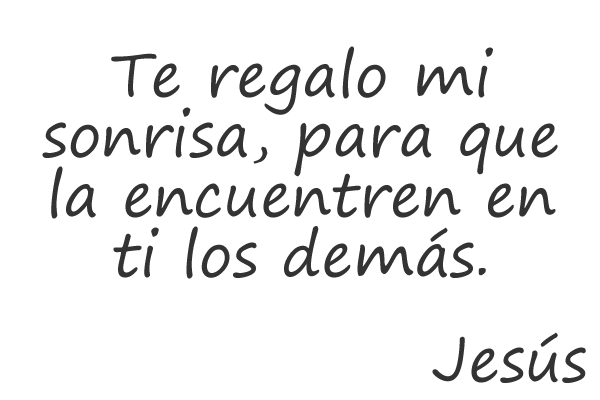 Te regalo mi
sonrisa, para que
la encuentren en
ti los demás.
Jesús